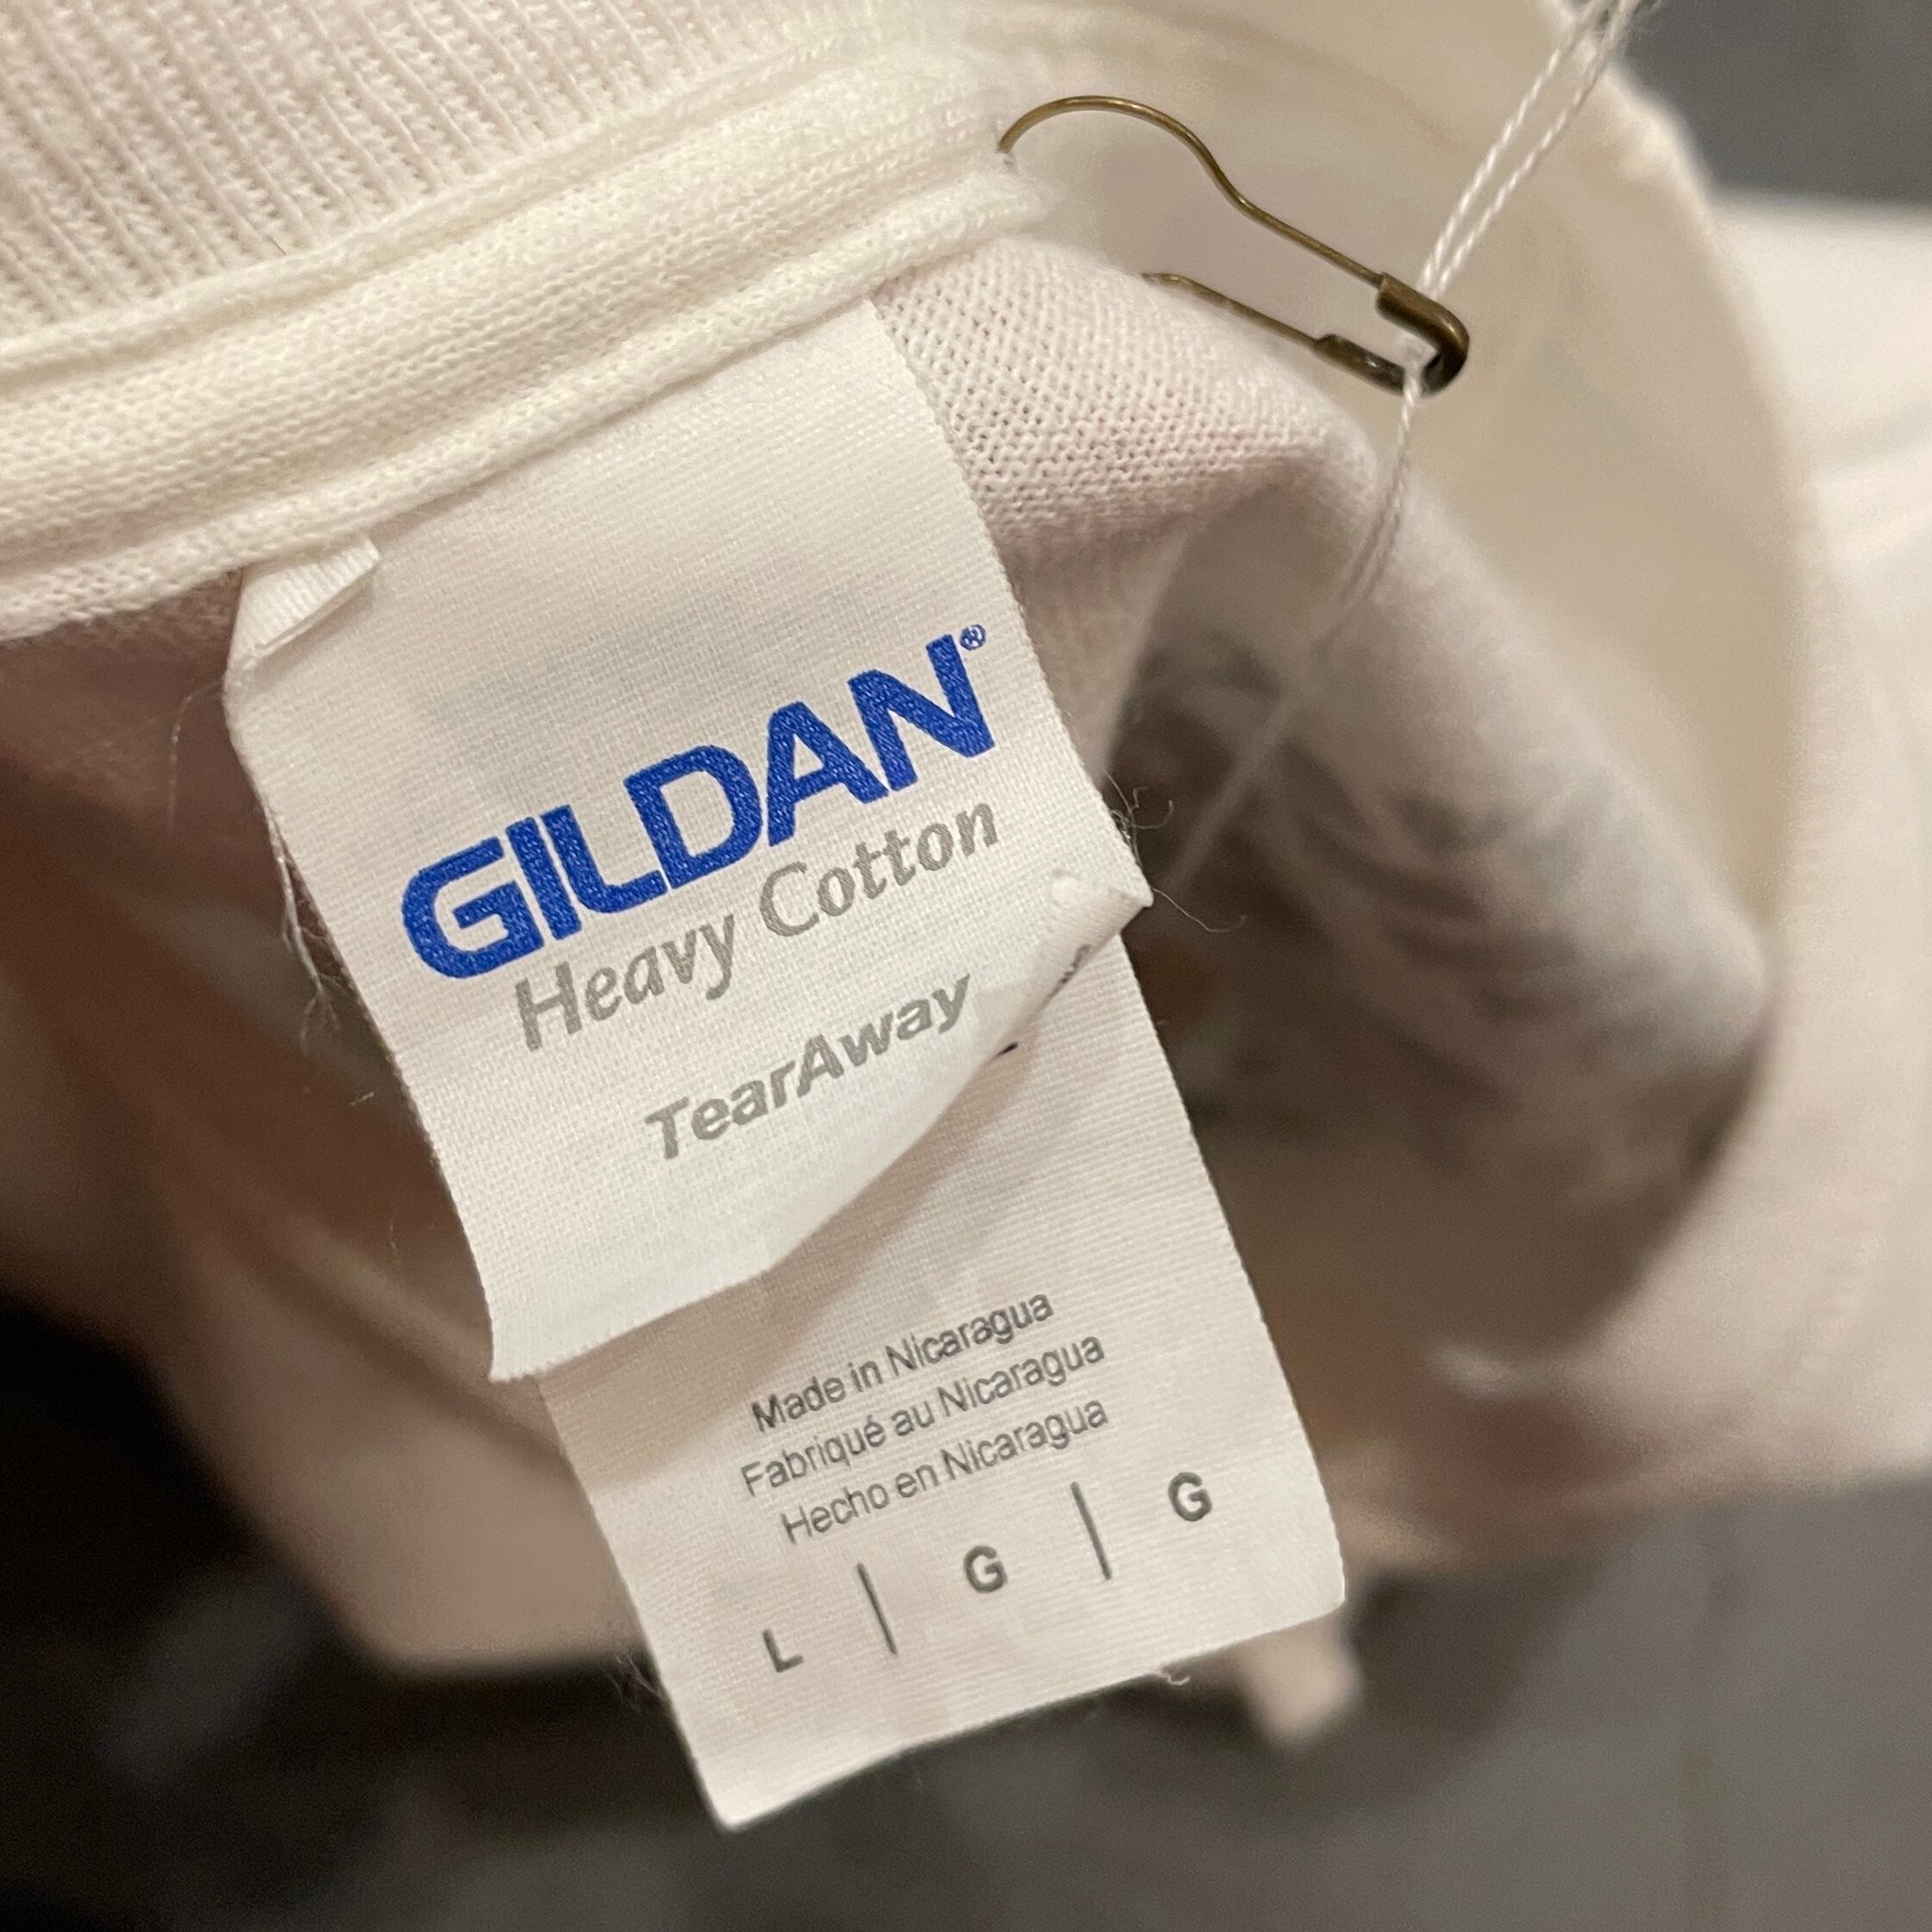 GILDAN®
Heavy Cotton
TearAway
Made in Nicaragua
Fabriqué au Nicaragua
Hecho en Nicaragua
L | G | G